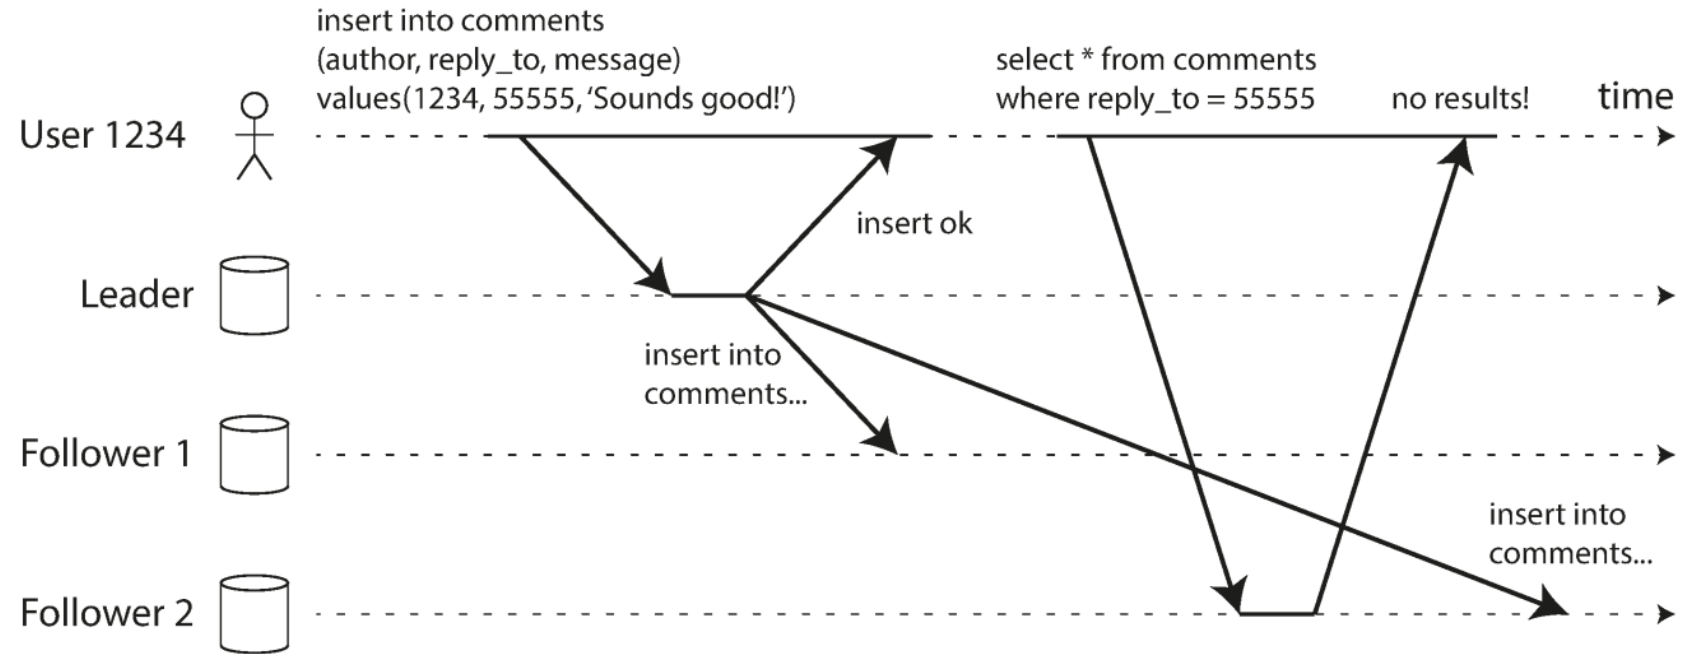 insert into comments
(author, reply_to, message)
values(1234, 55555, ‘Sounds good!’)
select * from comments
where reply_to = 55555
no results!
time
User 1234
insert ok
Leader
insert into
comments...
Follower 1
insert into
comments...
Follower 2